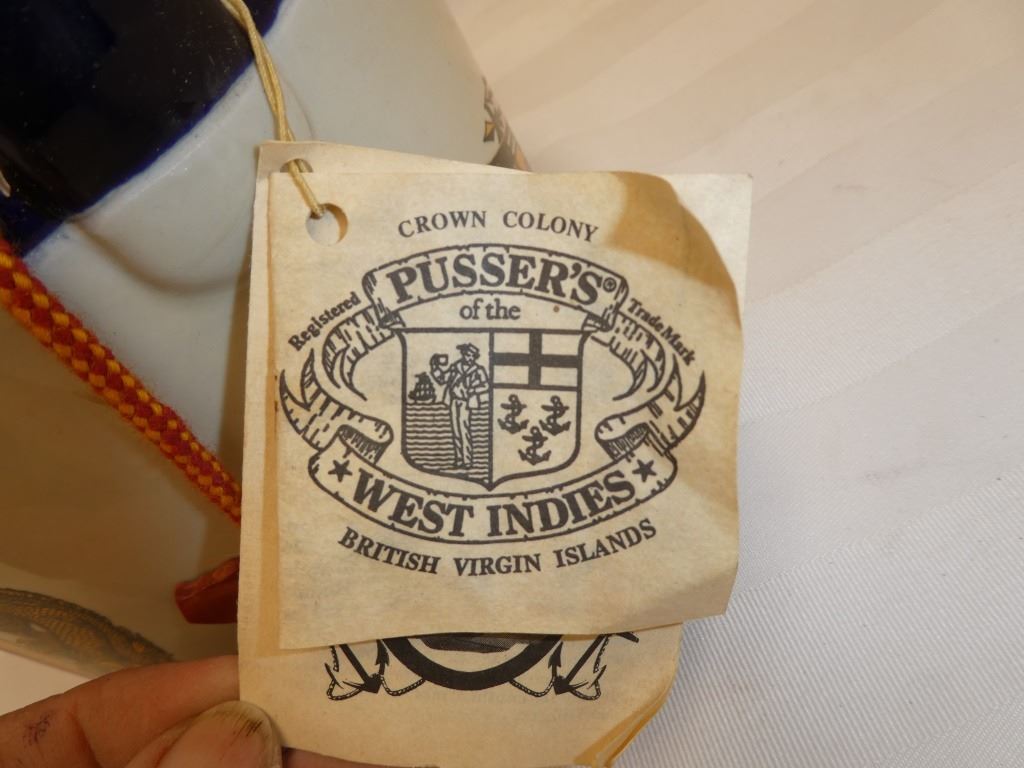 CROWN COLONY
PUSSER'S®
of the
Registered
Trade Mark
★ WEST INDIES ★
BRITISH VIRGIN ISLANDS